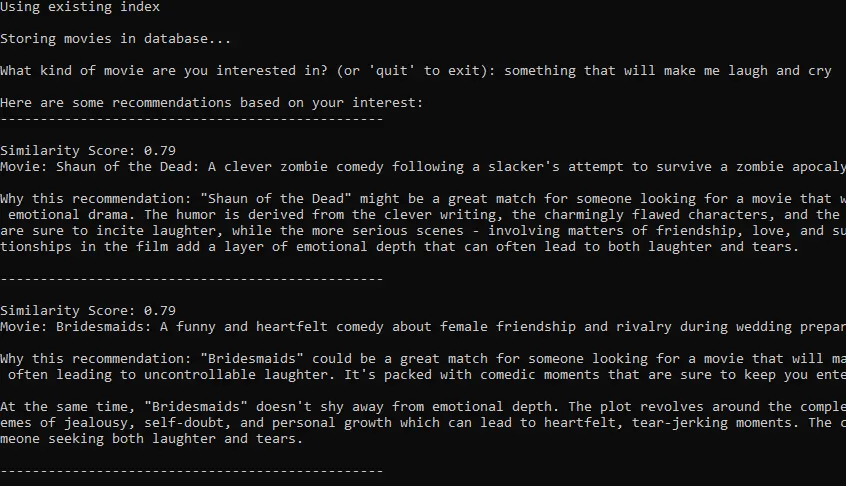 Using existing index
Storing movies in database...
What kind of movie are you interested in? (or 'quit' to exit): something that will make me laugh and cry
Here are some recommendations based on your interest:
------------------------------------------------
Similarity Score: 0.79
Movie: Shaun of the Dead: A clever zombie comedy following a slacker's attempt to survive a zombie apocaly
Why this recommendation: "Shaun of the Dead" might be a great match for someone looking for a movie that w
emotional drama. The humor is derived from the clever writing, the charmingly flawed characters, and the
are sure to incite laughter, while the more serious scenes - involving matters of friendship, love, and su
tionships in the film add a layer of emotional depth that can often lead to both laughter and tears.
------------------------------------------------
Similarity Score: 0.79
Movie: Bridesmaids: A funny and heartfelt comedy about female friendship and rivalry during wedding prepar
Why this recommendation: "Bridesmaids" could be a great match for someone looking for a movie that will ma
often leading to uncontrollable laughter. It's packed with comedic moments that are sure to keep you ente
At the same time, "Bridesmaids" doesn't shy away from emotional depth. The plot revolves around the comple
emes of jealousy, self-doubt, and personal growth which can lead to heartfelt, tear-jerking moments. The c
meone seeking both laughter and tears.
------------------------------------------------